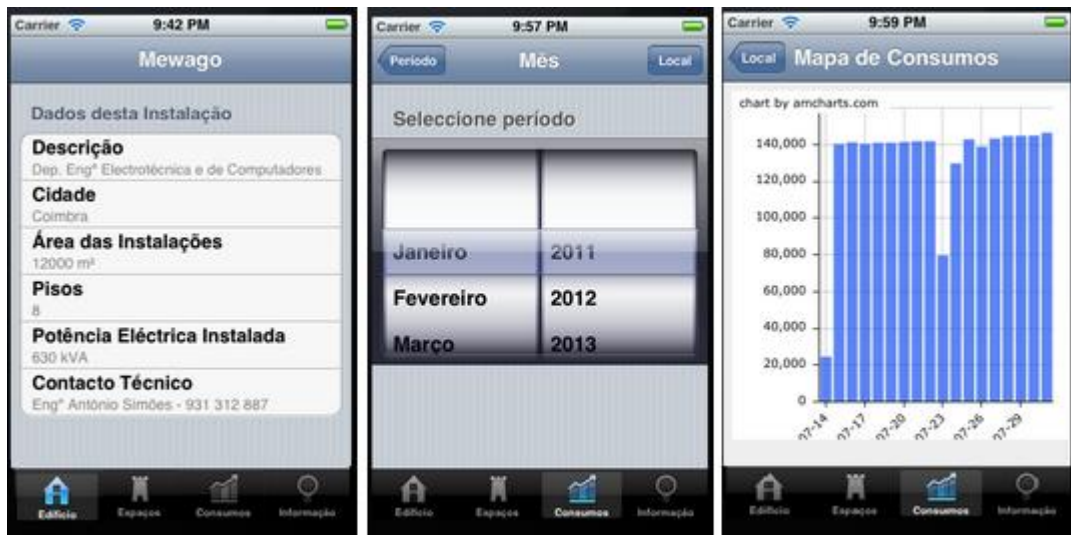 Carrier 9:42 PM
Mewago
Dados desta Instalação
Descrição
Dep. Engº Electrotécnica e de Computadores
Cidade
Coimbra
Área das Instalações
12000 m²
Pisos
8
Potência Eléctrica Instalada
630 kVA
Contacto Técnico
Engº António Simões - 931 312 887
Edifício Espaços Consumos Informação
Carrier 9:57 PM
Período Mês Local
Seleccione período
Janeiro 2011
Fevereiro 2012
Março 2013
Edifício Espaços Consumos Informação
Carrier 9:59 PM
Local Mapa de Consumos
chart by amcharts.com
140,000
120,000
100,000
80,000
60,000
40,000
20,000
0
07-14 07-17 07-20 07-23 07-26 07-29
Edifício Espaços Consumos Informação